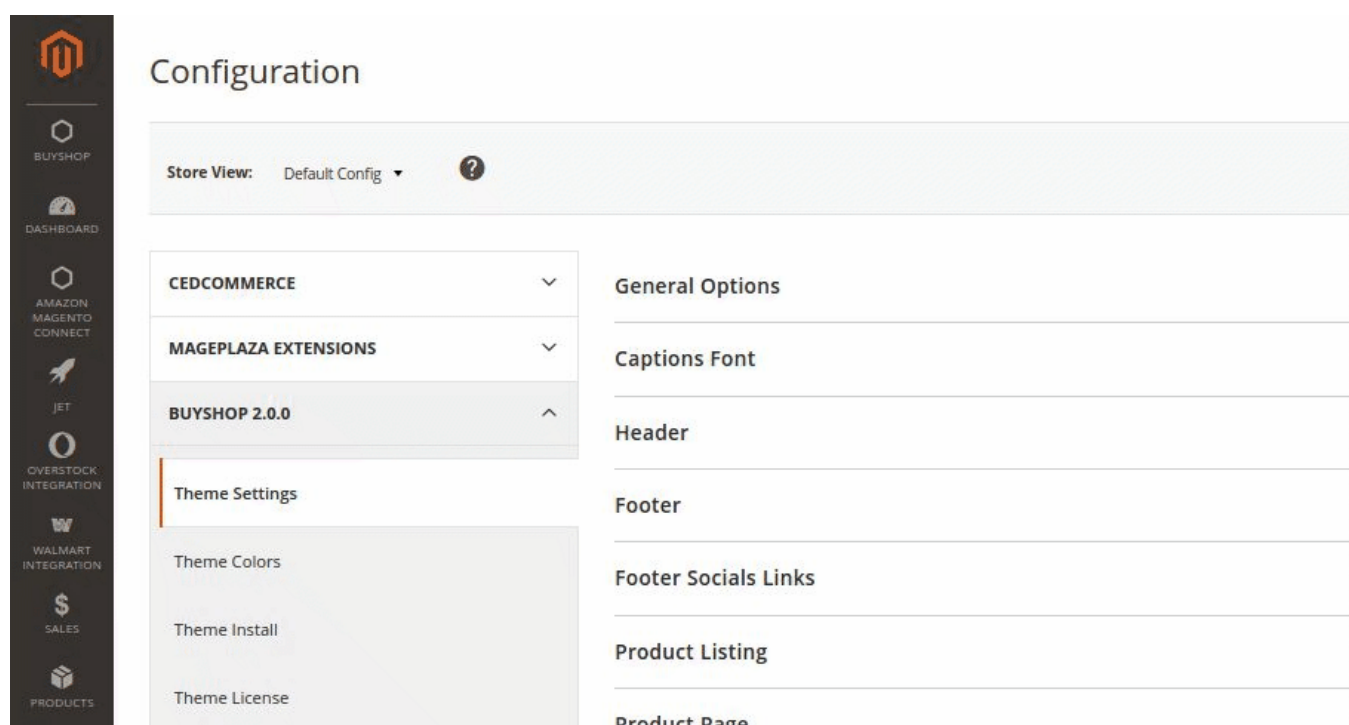 Configuration
BUYSHOP
Store View: Default Config
DASHBOARD
AMAZON
MAGENTO
CONNECT
JET
OVERSTOCK
INTEGRATION
WALMART
INTEGRATION
SALES
PRODUCTS
CEDCOMMERCE
MAGEPLAZA EXTENSIONS
BUYSHOP 2.0.0
Theme Settings
Theme Colors
Theme Install
Theme License
General Options
Captions Font
Header
Footer
Footer Socials Links
Product Listing
Product Page